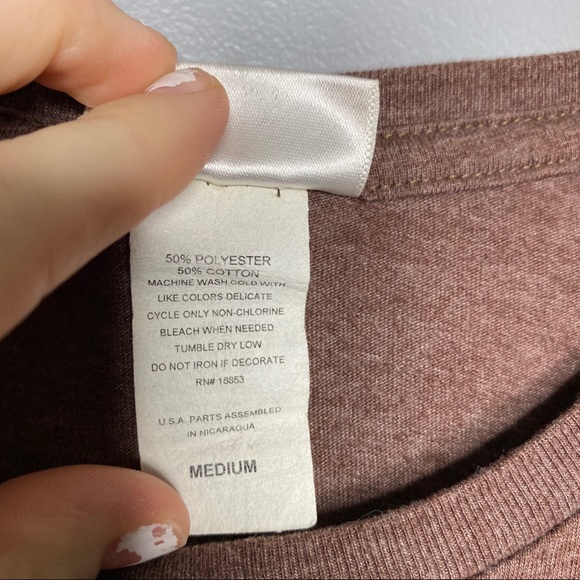 50% POLYESTER
50% COTTON
MACHINE WASH COLD WITH
LIKE COLORS DELICATE
CYCLE ONLY NON-CHLORINE
BLEACH WHEN NEEDED
TUMBLE DRY LOW
DO NOT IRON IF DECORATE
RN# 18853
U.S.A. PARTS ASSEMBLED
IN NICARAGUA
MEDIUM